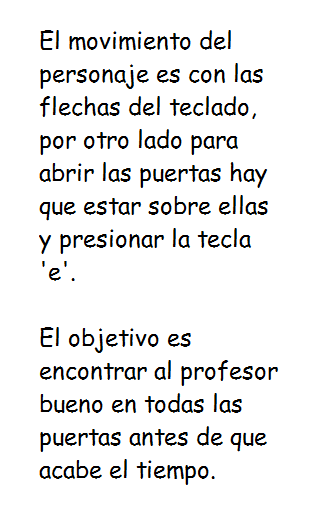 El movimiento del
personaje es con las
flechas del teclado,
por otro lado para
abrir las puertas hay
que estar sobre ellas
y presionar la tecla
'e'.

El objetivo es
encontrar al profesor
bueno en todas las
puertas antes de que
acabe el tiempo.